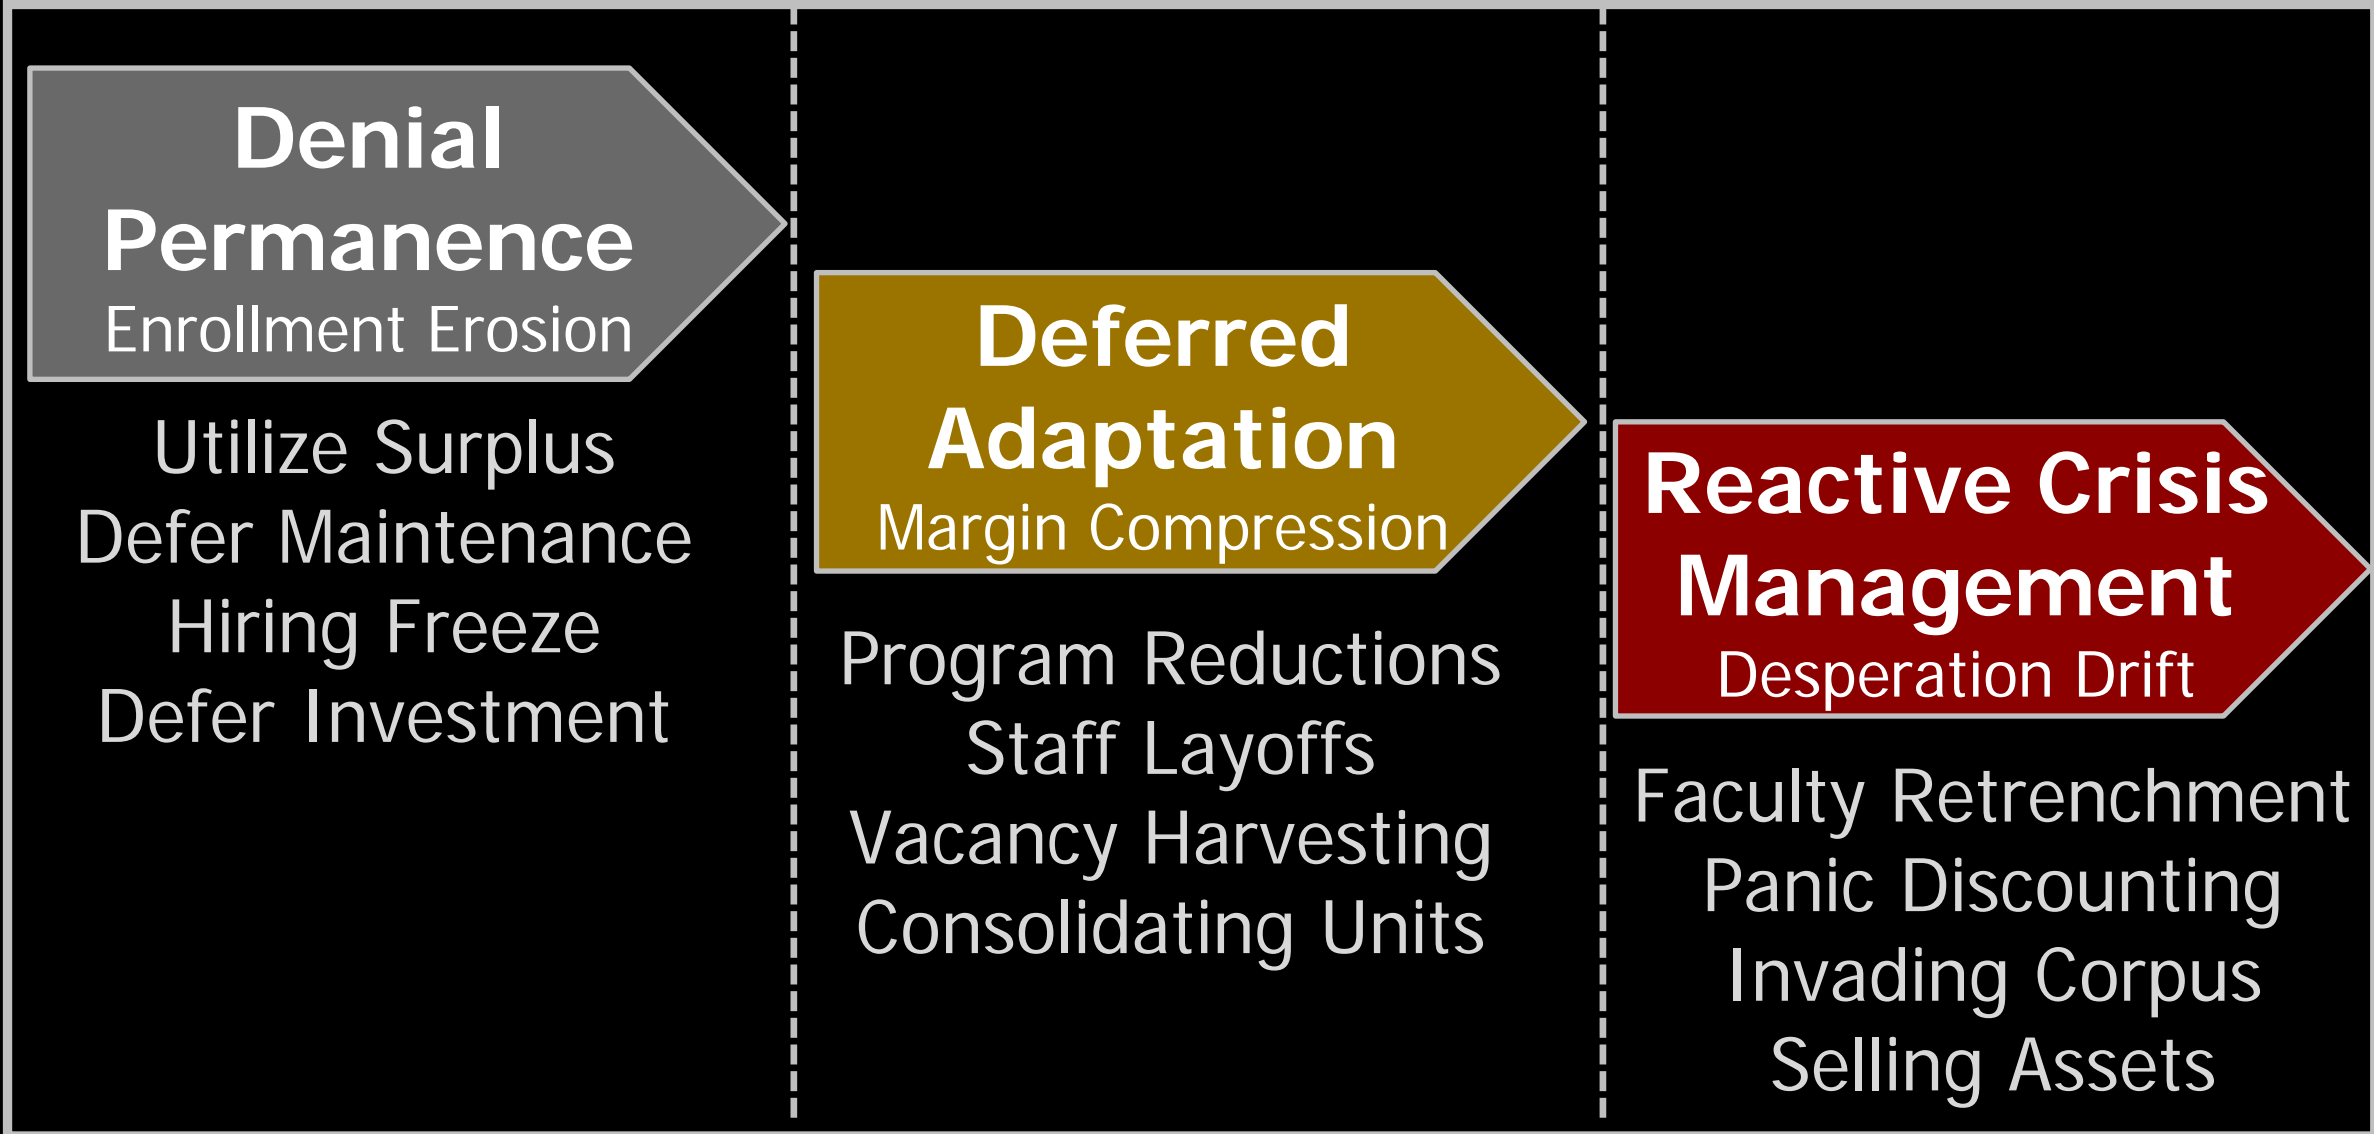 Denial
Permanence
Enrollment Erosion
Utilize Surplus
Defer Maintenance
Hiring Freeze
Defer Investment
Deferred
Adaptation
Margin Compression
Program Reductions
Staff Layoffs
Vacancy Harvesting
Consolidating Units
Reactive Crisis
Management
Desperation Drift
Faculty Retrenchment
Panic Discounting
Invading Corpus
Selling Assets